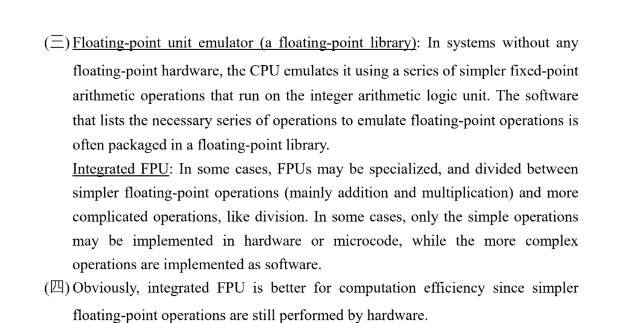 (三) Floating-point unit emulator (a floating-point library): In systems without any
floating-point hardware, the CPU emulates it using a series of simpler fixed-point
arithmetic operations that run on the integer arithmetic logic unit. The software
that lists the necessary series of operations to emulate floating-point operations is
often packaged in a floating-point library.
Integrated FPU: In some cases, FPUs may be specialized, and divided between
simpler floating-point operations (mainly addition and multiplication) and more
complicated operations, like division. In some cases, only the simple operations
may be implemented in hardware or microcode, while the more complex
operations are implemented as software.
(四) Obviously, integrated FPU is better for computation efficiency since simpler
floating-point operations are still performed by hardware.